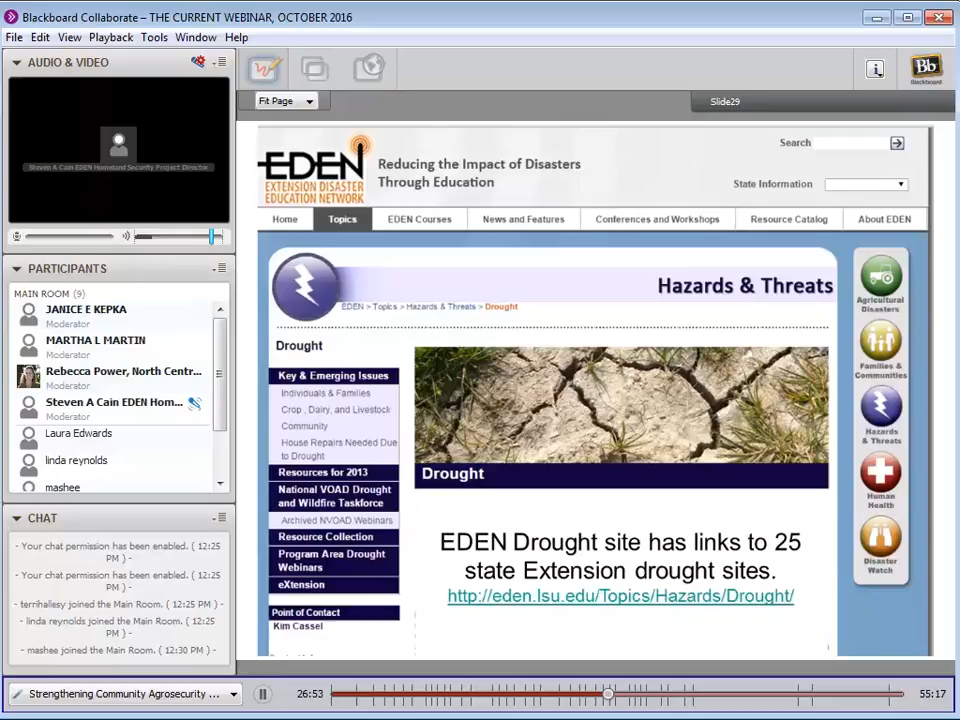 Blackboard Collaborate – THE CURRENT WEBINAR, OCTOBER 2016
File Edit View Playback Tools Window Help
AUDIO & VIDEO
Steven A Cain EDEN Homeland Security Project Director
PARTICIPANTS
MAIN ROOM (9)
JANICE E KEPKA
Moderator
MARTHA L MARTIN
Moderator
Rebecca Power, North Centr...
Moderator
Steven A Cain EDEN Hom...
Moderator
Laura Edwards
linda reynolds
mashee
CHAT
- Your chat permission has been enabled. ( 12:25
PM ) -
- Your chat permission has been enabled. ( 12:25
PM ) -
- terrihallesy joined the Main Room. ( 12:25 PM ) -
- linda reynolds joined the Main Room. ( 12:25
PM ) -
- mashee joined the Main Room. ( 12:30 PM ) -
Bb
Blackboard
Fit Page
Slide29
EDEN
EXTENSION DISASTER
EDUCATION NETWORK
Reducing the Impact of Disasters
Through Education
Search
State Information
Home Topics EDEN Courses News and Features Conferences and Workshops Resource Catalog About EDEN
Hazards & Threats
EDEN > Topics > Hazards & Threats > Drought
Drought
Key & Emerging Issues
Individuals & Families
Crop , Dairy, and Livestock
Community
House Repairs Needed Due
to Drought
Resources for 2013
National VOAD Drought
and Wildfire Taskforce
Archived NVOAD Webinars
Resource Collection
Program Area Drought
Webinars
eXtension
Point of Contact
Kim Cassel
Drought
EDEN Drought site has links to 25
state Extension drought sites.
http://eden.lsu.edu/Topics/Hazards/Drought/
Agricultural
Disasters
Families &
Communities
Hazards
& Threats
Human
Health
Disaster
Watch
Strengthening Community Agrosecurity ...
26:53
55:17